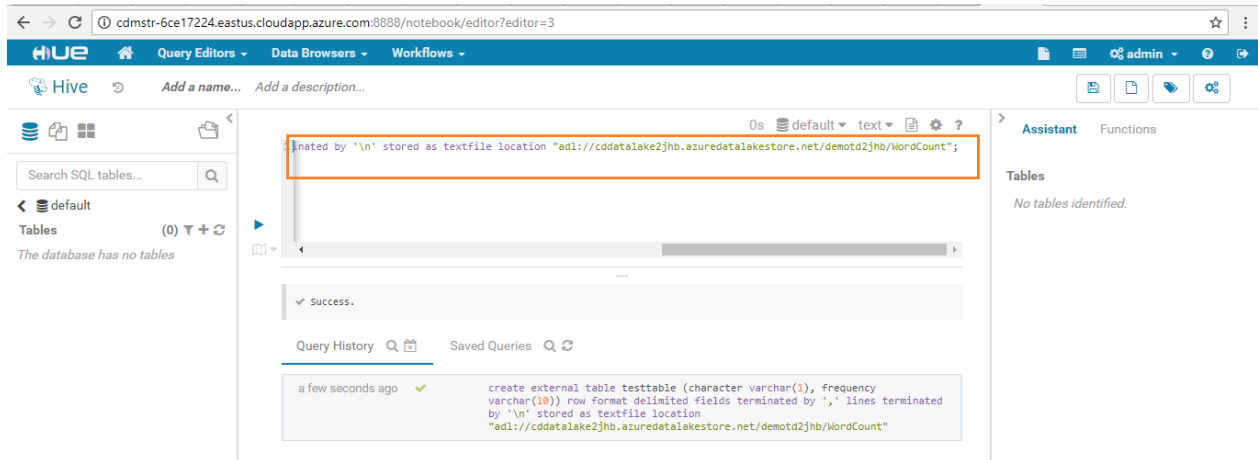 cdmstr-6ce17224.eastus.cloudapp.azure.com:8888/notebook/editor?editor=3
HUE Query Editors Data Browsers Workflows admin ?
Hive Add a name... Add a description...
0s default text ?
Assistant Functions
1 inated by '\n' stored as textfile location "adl://cddatalake2jhb.azuredatalakestore.net/demotd2jhb/WordCount";
Search SQL tables...
Tables
default
No tables identified.
Tables (0)
The database has no tables
Success.
Query History Saved Queries
a few seconds ago create external table testtable (character varchar(1), frequency
varchar(10)) row format delimited fields terminated by ',' lines terminated
by '\n' stored as textfile location
"adl://cddatalake2jhb.azuredatalakestore.net/demotd2jhb/WordCount"